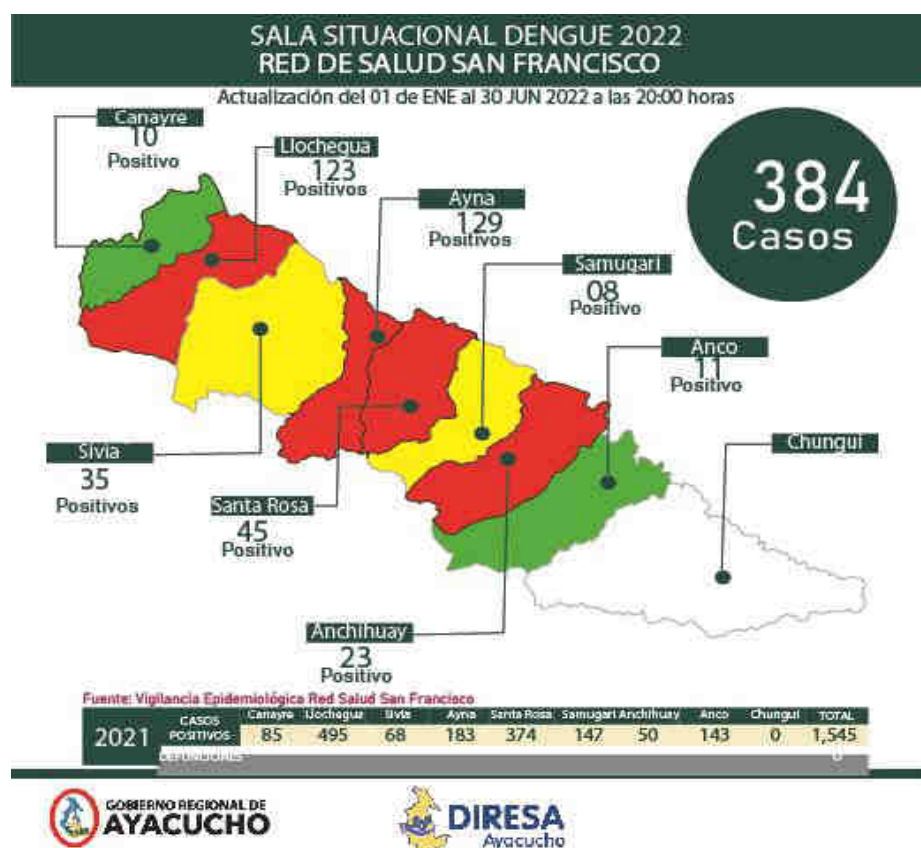 SALA SITUACIONAL DENGUE 2022
RED DE SALUD SAN FRANCISCO
Actualización del 01 de ENE al 30 JUN 2022 a las 20:00 horas
Canayre
10
Positivo
Llochegua
123
Positivos
Ayna
129
Positivos
384
Casos
Samugari
08
Positivo
Anco
11
Positivo
Chungui
Sivia
35
Positivos
Santa Rosa
45
Positivo
Anchihuay
23
Positivo
Fuente: Vigilancia Epidemiológica Red Salud San Francisco
2021 CASOS POSITIVOS Canayre Llochegua Sivia Ayna Santa Rosa Samugari Anchihuay Anco Chungui TOTAL
85 495 68 183 374 147 50 143 0 1,545
DEFUNCIONES 0
GOBIERNO REGIONAL DE
AYACUCHO
DIRESA
Ayacucho